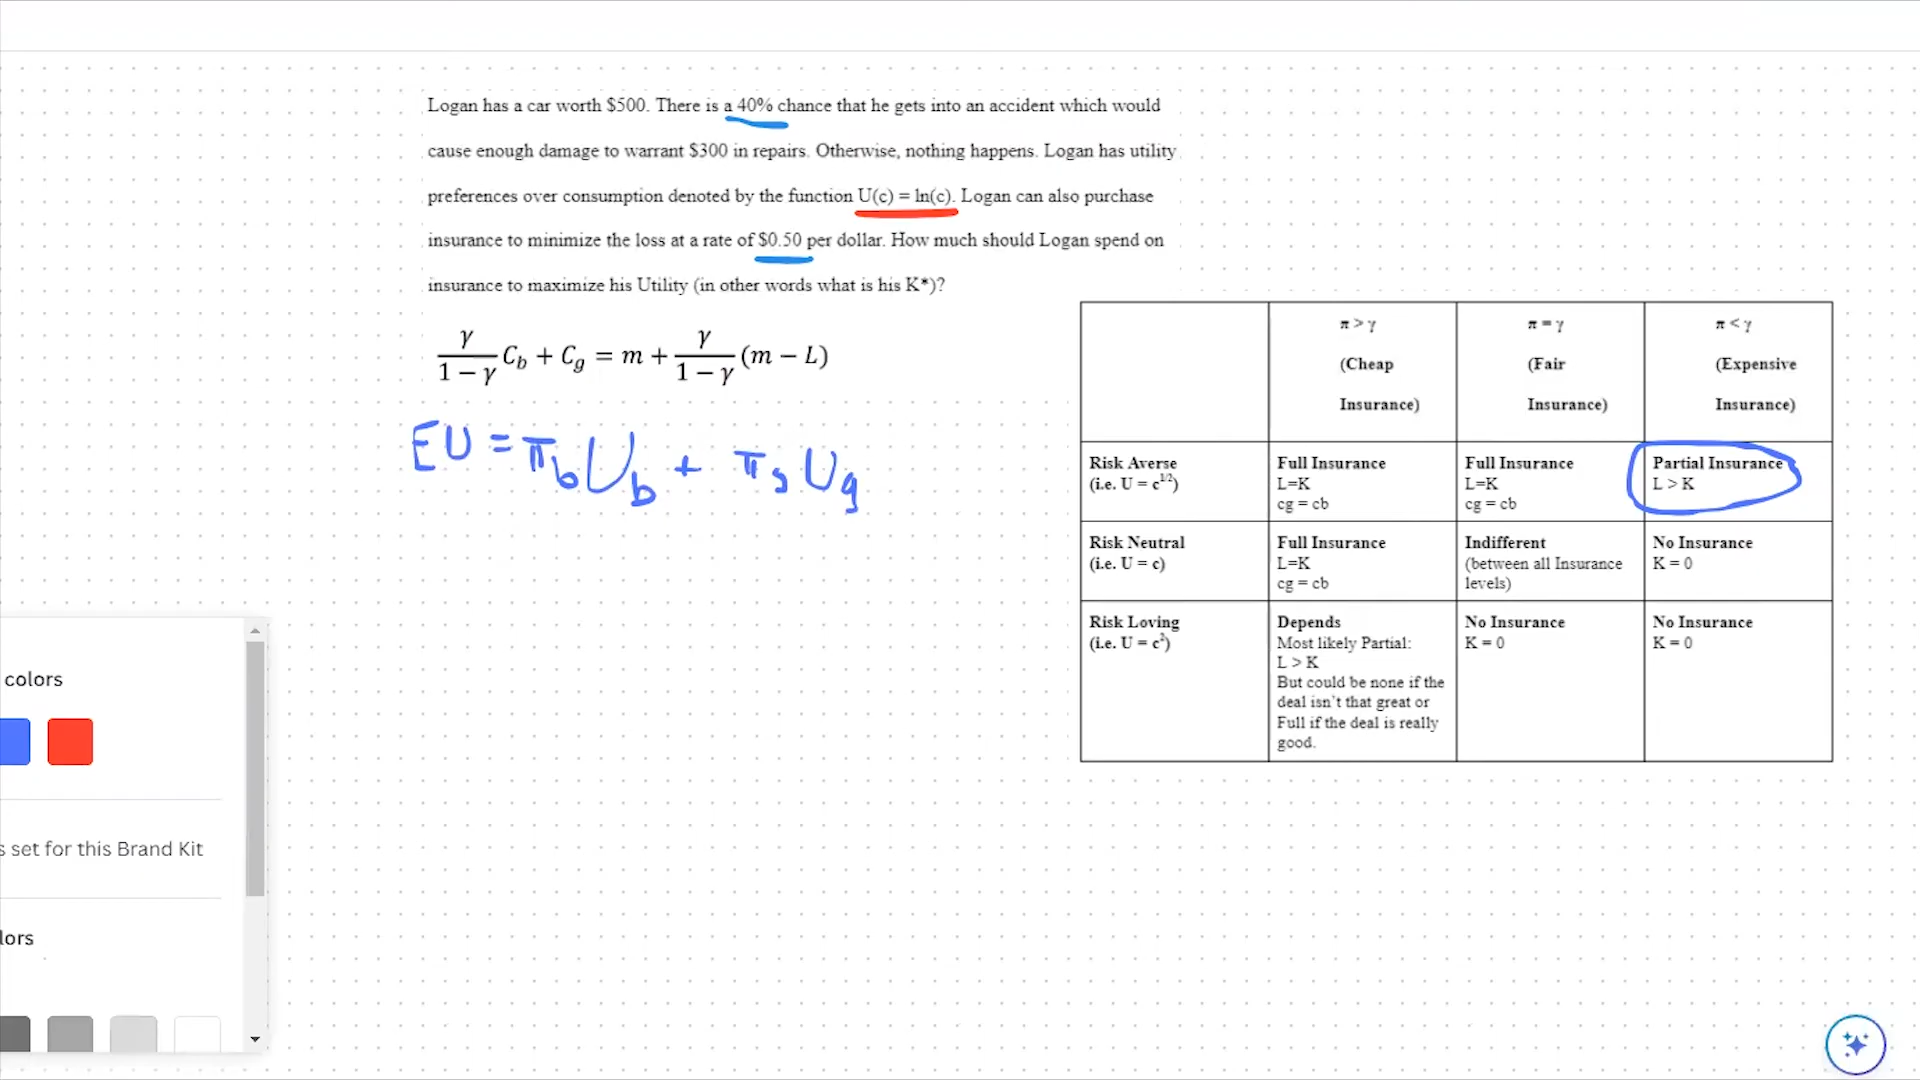 Logan has a car worth $500. There is a 40% chance that he gets into an accident which would
cause enough damage to warrant $300 in repairs. Otherwise, nothing happens. Logan has utility
preferences over consumption denoted by the function U(c) = ln(c). Logan can also purchase
insurance to minimize the loss at a rate of $0.50 per dollar. How much should Logan spend on
insurance to maximize his Utility (in other words what is his K*)?
γ/(1 − γ) C_b + C_g = m + γ/(1 − γ) (m − L)
EU = π_b U_b + π_g U_g
π > γ
(Cheap
Insurance)
π = γ
(Fair
Insurance)
π < γ
(Expensive
Insurance)
Risk Averse
(i.e. U = c^1/2)
Full Insurance
L=K
cg = cb
Full Insurance
L=K
cg = cb
Partial Insurance
L > K
Risk Neutral
(i.e. U = c)
Full Insurance
L=K
cg = cb
Indifferent
(between all Insurance
levels)
No Insurance
K = 0
Risk Loving
(i.e. U = c²)
Depends
Most likely Partial:
L > K
But could be none if the
deal isn't that great or
Full if the deal is really
good.
No Insurance
K = 0
No Insurance
K = 0
colors
s set for this Brand Kit
lors